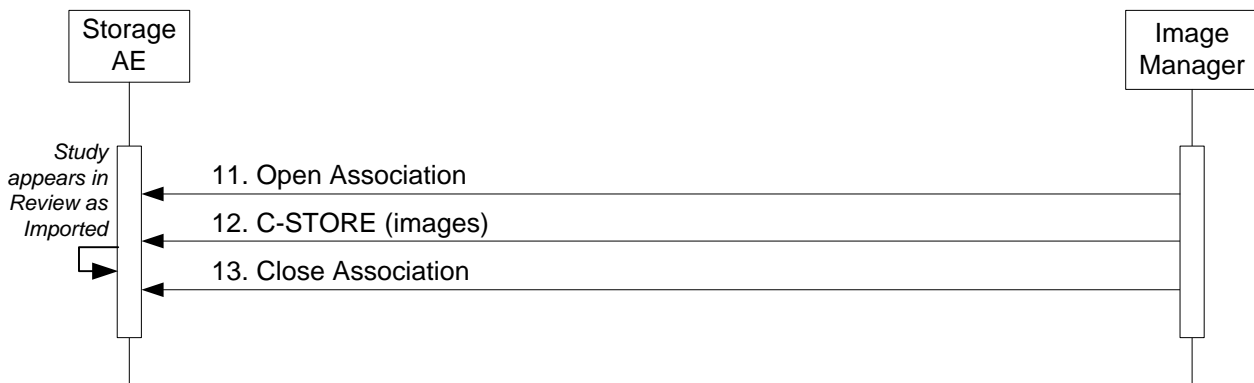 Storage
AE
Image
Manager
Study
appears in
Review as
Imported
11. Open Association
12. C-STORE (images)
13. Close Association